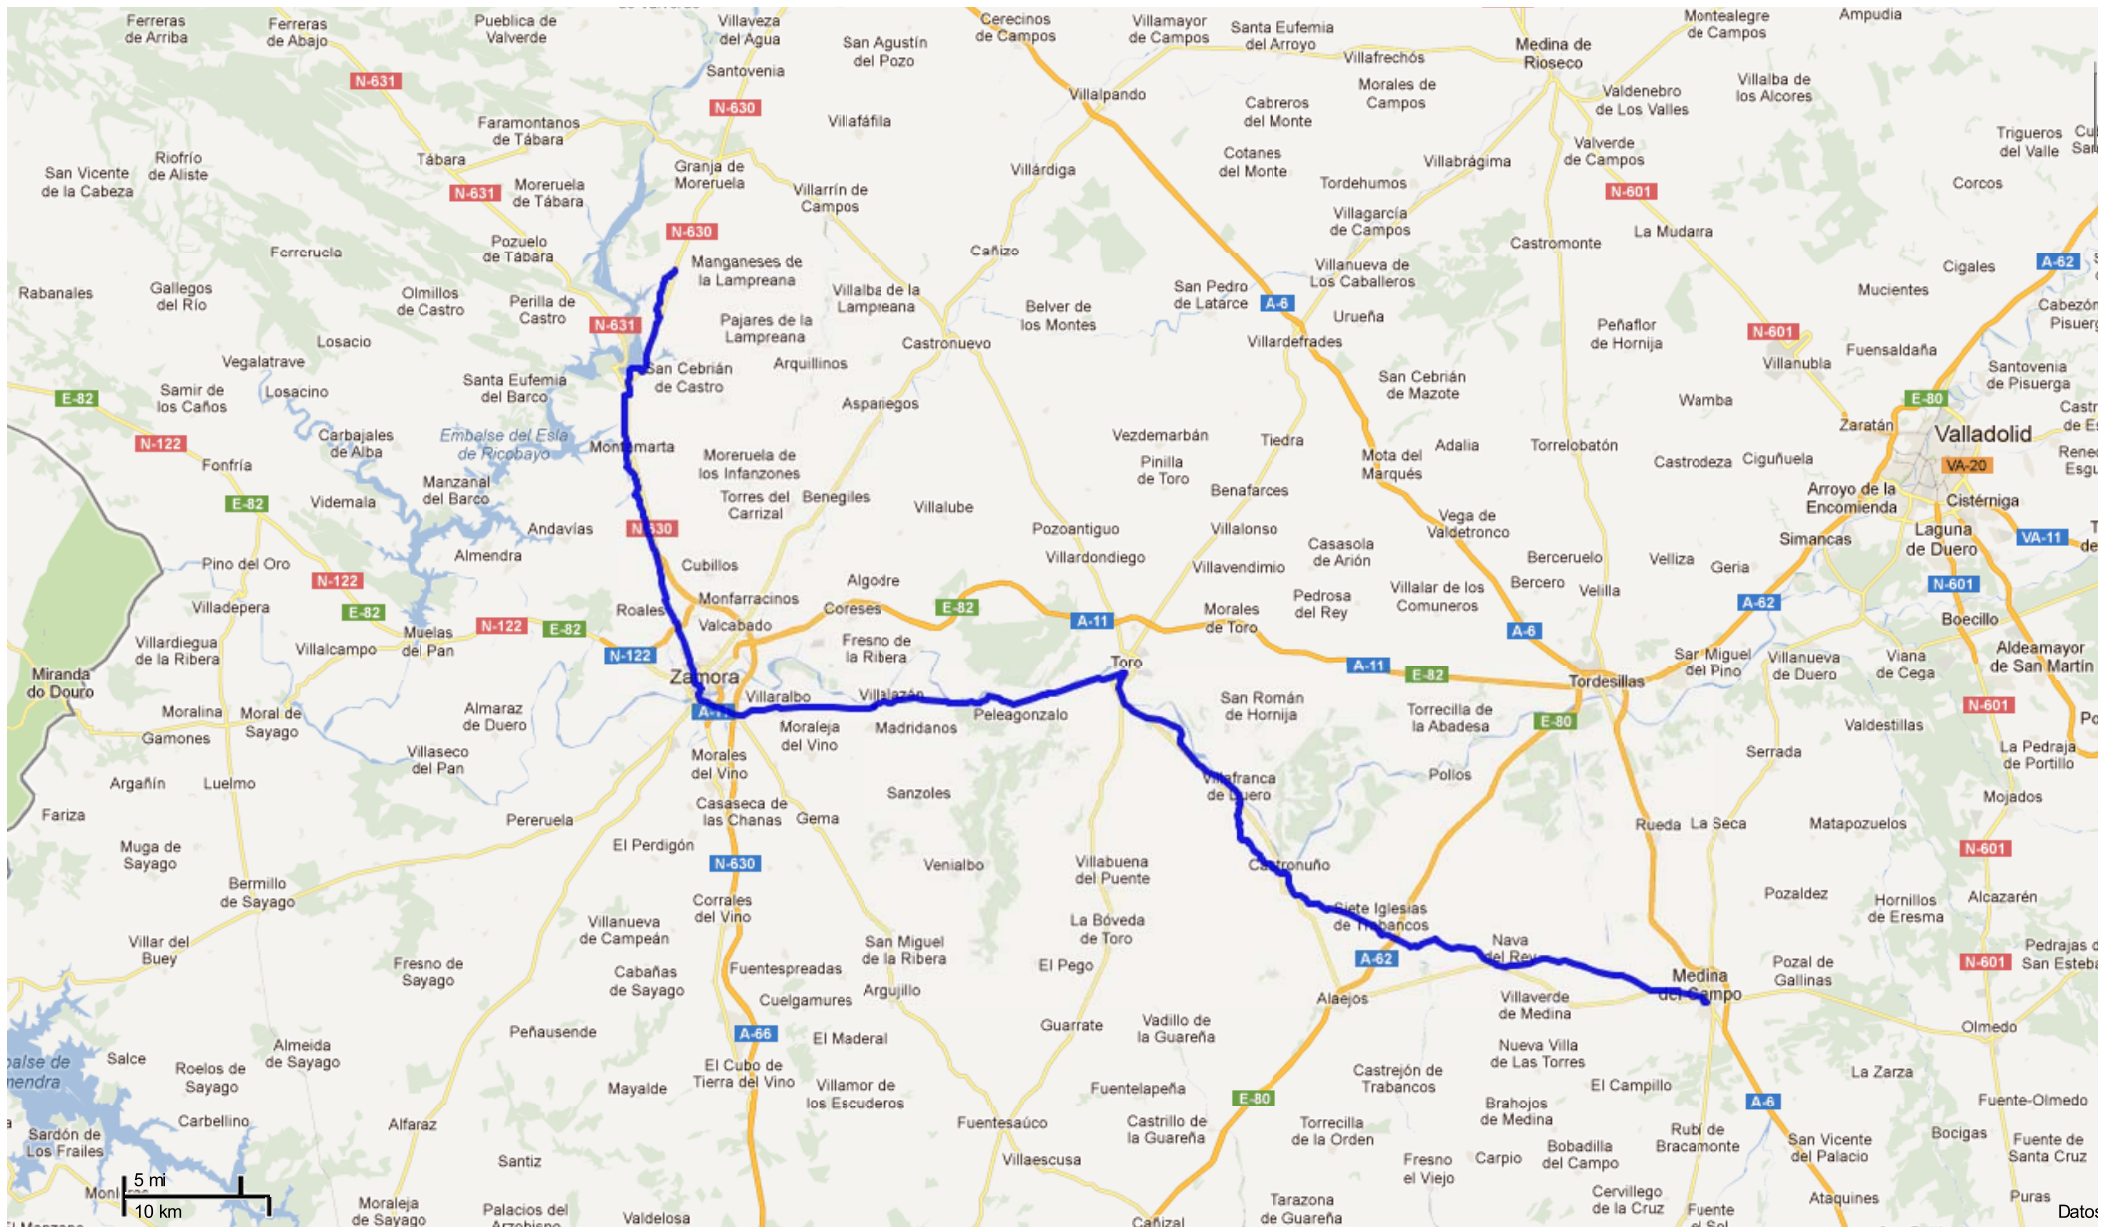 Ferreras
de Arriba
Ferreras
de Abajo
Pueblica de
Valverde
Villaveza
del Agua
San Agustín
del Pozo
Cerecinos
de Campos
Villamayor
de Campos
Santa Eufemia
del Arroyo
Medina de
Rioseco
Montealegre
de Campos
Ampudia
N-631
Santovenia
N-630
Villalpando
Villafrechós
Morales de
Campos
Cabreros
del Monte
Valdenebro
de Los Valles
Villalba de
los Alcores
Faramontanos
de Tábara
Villafáfila
Riofrío
de Aliste
San Vicente
de la Cabeza
Tábara
N-631
Moreruela
de Tábara
Granja de
Moreruela
Villarrín de
Campos
Villárdiga
Cotanes
del Monte
Villabrágima
Valverde
de Campos
Trigueros
del Valle
Tordehumos
N-601
Corcos
Villagarcía
de Campos
N-630
Pozuelo
de Tábara
Ferreruela
Cañizo
Castromonte
La Mudarra
A-62
Cigales
Manganeses de
la Lampreana
Villanueva de
Los Caballeros
Rabanales
Gallegos
del Río
Olmillos
de Castro
Perilla de
Castro
Villalba de la
Lampreana
Belver de
los Montes
San Pedro
de Latarce
A-6
Mucientes
N-631
Pajares de la
Lampreana
Urueña
Peñaflor
de Hornija
N-601
Losacio
Castronuevo
Villardefrades
Villanubla
Fuensaldaña
Vegalatrave
Arquillinos
San Cebrián
de Castro
Santovenia
de Pisuerga
E-82
Samir de
los Caños
Losacino
Santa Eufemia
del Barco
Aspariegos
San Cebrián
de Mazote
Wamba
E-80
Zaratán
Valladolid
N-122
Carbajales
de Alba
Embalse del Esla
de Ricobayo
Montamarta
Moreruela de
los Infanzones
Vezdemarbán
Tiedra
Adalia
Torrelobatón
Fonfría
Pinilla
de Toro
Mota del
Marqués
Castrodeza
Ciguñuela
VA-20
E-82
Videmala
Manzanal
del Barco
Torres del
Carrizal
Benegiles
Villalube
Benafarces
Arroyo de la
Encomienda
Cistérniga
Andavías
N-630
Pozoantiguo
Villalonso
Vega de
Valdetronco
Simancas
Laguna
de Duero
VA-11
Almendra
Pino del Oro
Cubillos
Villardondiego
Villavendimio
Casasola
de Arión
Berceruelo
Velliza
Geria
N-122
Algodre
Villalar de los
Comuneros
Bercero
Velilla
N-601
Villadepera
E-82
Roales
Monfarracinos
Coreses
E-82
A-11
Morales
de Toro
Pedrosa
del Rey
A-62
Boecillo
Villardiegua
de la Ribera
Villalcampo
Muelas
del Pan
N-122
E-82
N-122
Valcabado
Fresno de
la Ribera
A-6
Aldeamayor
de San Martín
Miranda
do Douro
Zamora
Toro
A-11
E-82
Tordesillas
San Miguel
del Pino
Villanueva
de Duero
Viana
de Cega
Villaralbo
Villalazán
Moralina
Moral de
Sayago
Almaraz
de Duero
Peleagonzalo
San Román
de Hornija
Torrecilla de
la Abadesa
E-80
N-601
Gamones
Moraleja
del Vino
Madridanos
Valdestillas
Villaseco
del Pan
Morales
del Vino
Serrada
La Pedraja
de Portillo
Argañín
Luelmo
Sanzoles
Villafranca
de Duero
Pollos
Mojados
Fariza
Pereruela
Casaseca de
las Chanas
Gema
Rueda
La Seca
Matapozuelos
Muga de
Sayago
El Perdigón
N-630
Venialbo
Villabuena
del Puente
Castronuño
N-601
Bermillo
de Sayago
Corrales
del Vino
Pozaldez
Hornillos
de Eresma
Alcazarén
Villanueva
de Campeán
La Bóveda
de Toro
Siete Iglesias
de Trabancos
Villar del
Buey
San Miguel
de la Ribera
Nava
del Rey
Fresno de
Sayago
Cabañas
de Sayago
Fuentespreadas
El Pego
A-62
Medina
del Campo
Pozal de
Gallinas
N-601
Cuelgamures
Argujillo
Alaejos
Villaverde
de Medina
Peñausende
A-66
El Maderal
Guarrate
Vadillo de
la Guareña
Olmedo
Almeida
de Sayago
Salce
Roelos de
Sayago
El Cubo de
Tierra del Vino
Nueva Villa
de Las Torres
Mayalde
Villamor de
los Escuderos
Fuentelapeña
Castrejón de
Trabancos
El Campillo
La Zarza
Carbellino
Alfaraz
Fuentesaúco
Castrillo de
la Guareña
E-80
Torrecilla
de la Orden
Brahojos
de Medina
A-6
Fuente-Olmedo
Sardón de
Los Frailes
Rubí de
Bracamonte
San Vicente
del Palacio
Bocigas
Fuente de
Santa Cruz
Santiz
Villaescusa
Fresno
el Viejo
Carpio
Bobadilla
del Campo
5 mi
10 km
Moraleja
de Sayago
Palacios del
Valdelosa
Cañizal
Tarazona
de Guareña
Cervillego
de la Cruz
Fuente
el Sol
Ataquines
Puras
Datos